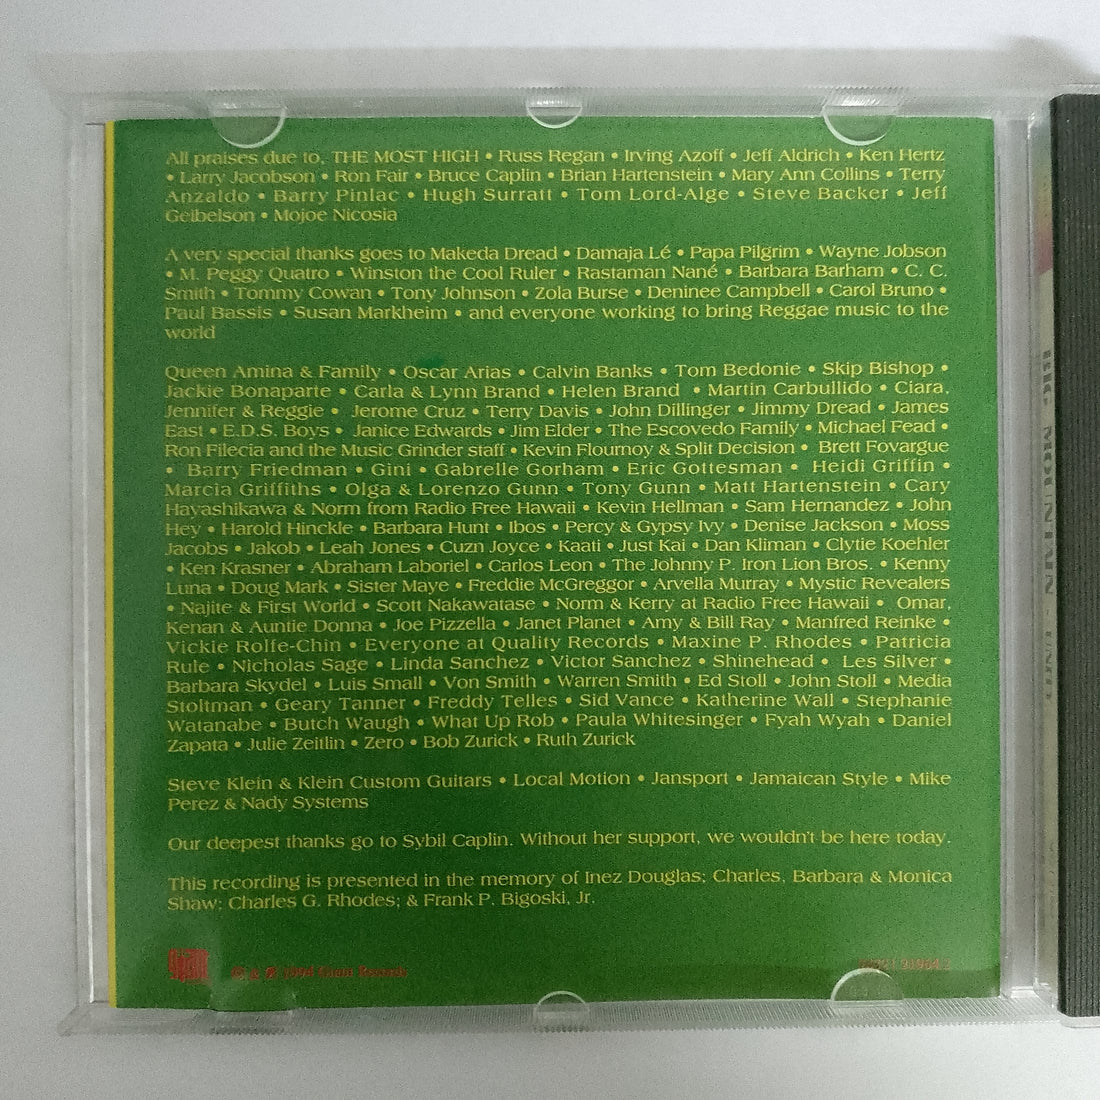 All praises due to, THE MOST HIGH • Russ Regan • Irving Azoff • Jeff Aldrich • Ken Hertz
• Larry Jacobson • Ron Fair • Bruce Caplin • Brian Hartenstein • Mary Ann Collins • Terry
Anzaldo • Barry Pinlac • Hugh Surratt • Tom Lord-Alge • Steve Backer • Jeff
Geibelson • Mojoe Nicosia
A very special thanks goes to Makeda Dread • Damaja Lé • Papa Pilgrim • Wayne Jobson
• M. Peggy Quatro • Winston the Cool Ruler • Rastaman Nané • Barbara Barham • C. C.
Smith • Tommy Cowan • Tony Johnson • Zola Burse • Deninee Campbell • Carol Bruno •
Paul Bassis • Susan Markheim • and everyone working to bring Reggae music to the
world
Queen Amina & Family • Oscar Arias • Calvin Banks • Tom Bedonie • Skip Bishop •
Jackie Bonaparte • Carla & Lynn Brand • Helen Brand • Martin Carbullido • Ciara,
Jennifer & Reggie • Jerome Cruz • Terry Davis • John Dillinger • Jimmy Dread • James
East • E.D.S. Boys • Janice Edwards • Jim Elder • The Escovedo Family • Michael Fead •
Ron Filecia and the Music Grinder staff • Kevin Flournoy & Split Decision • Brett Fovargue
• Barry Friedman • Gini • Gabrelle Gorham • Eric Gottesman • Heidi Griffin •
Marcia Griffiths • Olga & Lorenzo Gunn • Tony Gunn • Matt Hartenstein • Cary
Hayashikawa & Norm from Radio Free Hawaii • Kevin Hellman • Sam Hernandez • John
Hey • Harold Hinckle • Barbara Hunt • Ibos • Percy & Gypsy Ivy • Denise Jackson • Moss
Jacobs • Jakob • Leah Jones • Cuzn Joyce • Kaati • Just Kai • Dan Kliman • Clytie Koehler
• Ken Krasner • Abraham Laboriel • Carlos Leon • The Johnny P. Iron Lion Bros. • Kenny
Luna • Doug Mark • Sister Maye • Freddie McGreggor • Arvella Murray • Mystic Revealers
• Najite & First World • Scott Nakawatase • Norm & Kerry at Radio Free Hawaii • Omar,
Kenan & Auntie Donna • Joe Pizzella • Janet Planet • Amy & Bill Ray • Manfred Reinke •
Vickie Rolfe-Chin • Everyone at Quality Records • Maxine P. Rhodes • Patricia
Rule • Nicholas Sage • Linda Sanchez • Victor Sanchez • Shinehead • Les Silver •
Barbara Skydel • Luis Small • Von Smith • Warren Smith • Ed Stoll • John Stoll • Media
Stoltman • Geary Tanner • Freddy Telles • Sid Vance • Katherine Wall • Stephanie
Watanabe • Butch Waugh • What Up Rob • Paula Whitesinger • Fyah Wyah • Daniel
Zapata • Julie Zeitlin • Zero • Bob Zurick • Ruth Zurick
Steve Klein & Klein Custom Guitars • Local Motion • Jansport • Jamaican Style • Mike
Perez & Nady Systems
Our deepest thanks go to Sybil Caplin. Without her support, we wouldn't be here today.
This recording is presented in the memory of Inez Douglas; Charles, Barbara & Monica
Shaw; Charles G. Rhodes; & Frank P. Bigoski, Jr.
© & ℗ 1994 Giant Records
BIG MOUNTAIN